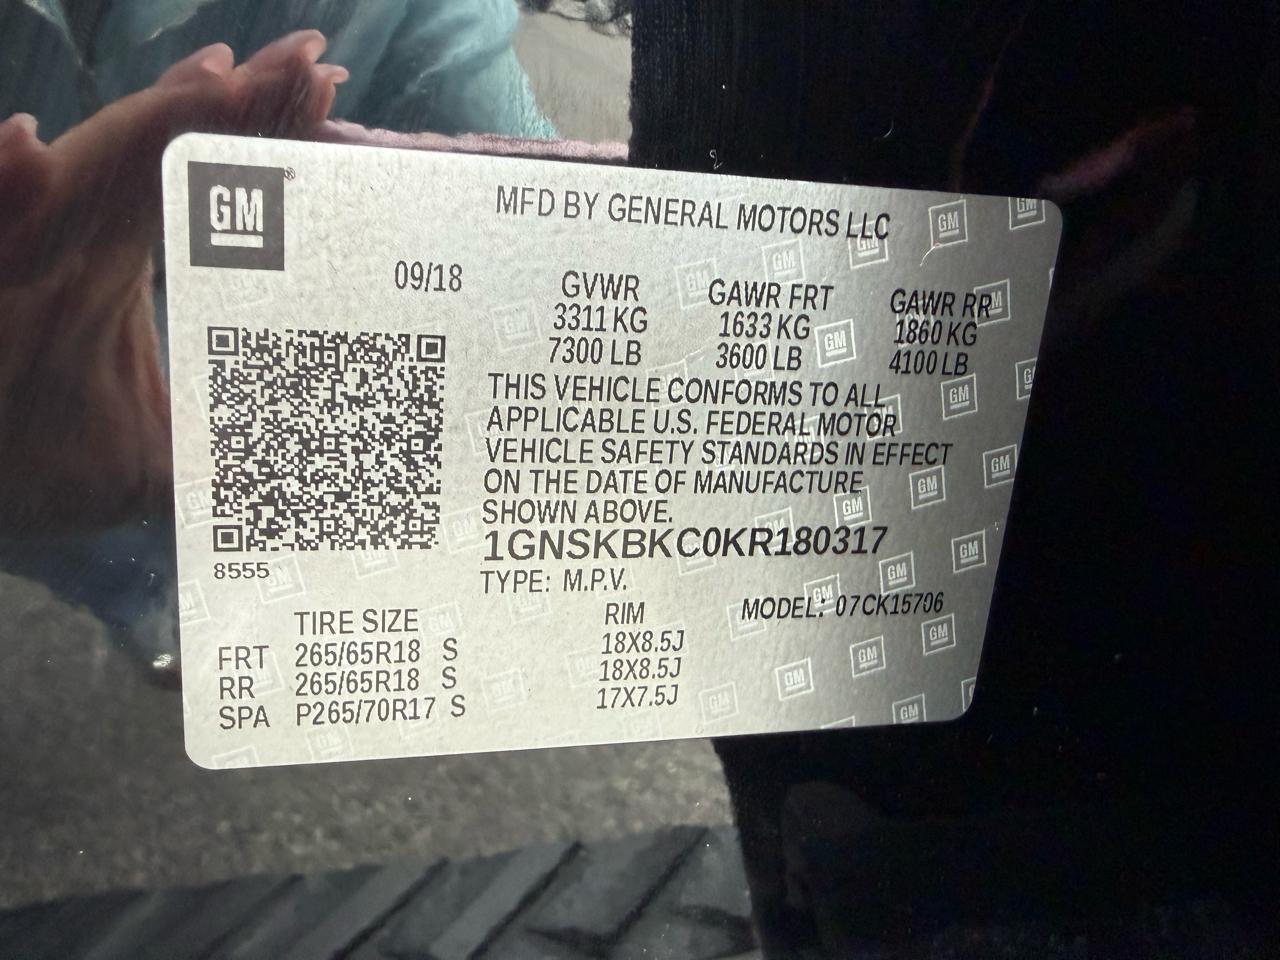 GM®
MFD BY GENERAL MOTORS LLC
09/18
GVWR GAWR FRT GAWR RR
3311 KG 1633 KG 1860 KG
7300 LB 3600 LB 4100 LB
THIS VEHICLE CONFORMS TO ALL
APPLICABLE U.S. FEDERAL MOTOR
VEHICLE SAFETY STANDARDS IN EFFECT
ON THE DATE OF MANUFACTURE
SHOWN ABOVE.
1GNSKBKC0KR180317
8555
TYPE: M.P.V.
MODEL: 07CK15706
TIRE SIZE RIM
FRT 265/65R18 S 18X8.5J
RR 265/65R18 S 18X8.5J
SPA P265/70R17 S 17X7.5J